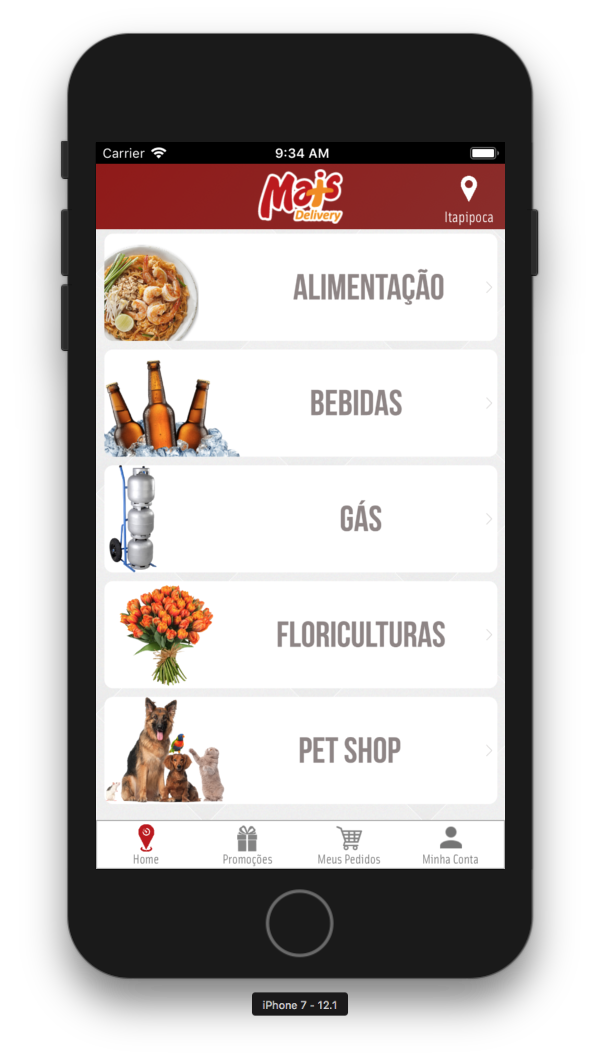 Carrier
9:34 AM
Mais
Delivery
Itapipoca
ALIMENTAÇÃO
BEBIDAS
GÁS
FLORICULTURAS
PET SHOP
Home
Promoções
Meus Pedidos
Minha Conta
iPhone 7 - 12.1